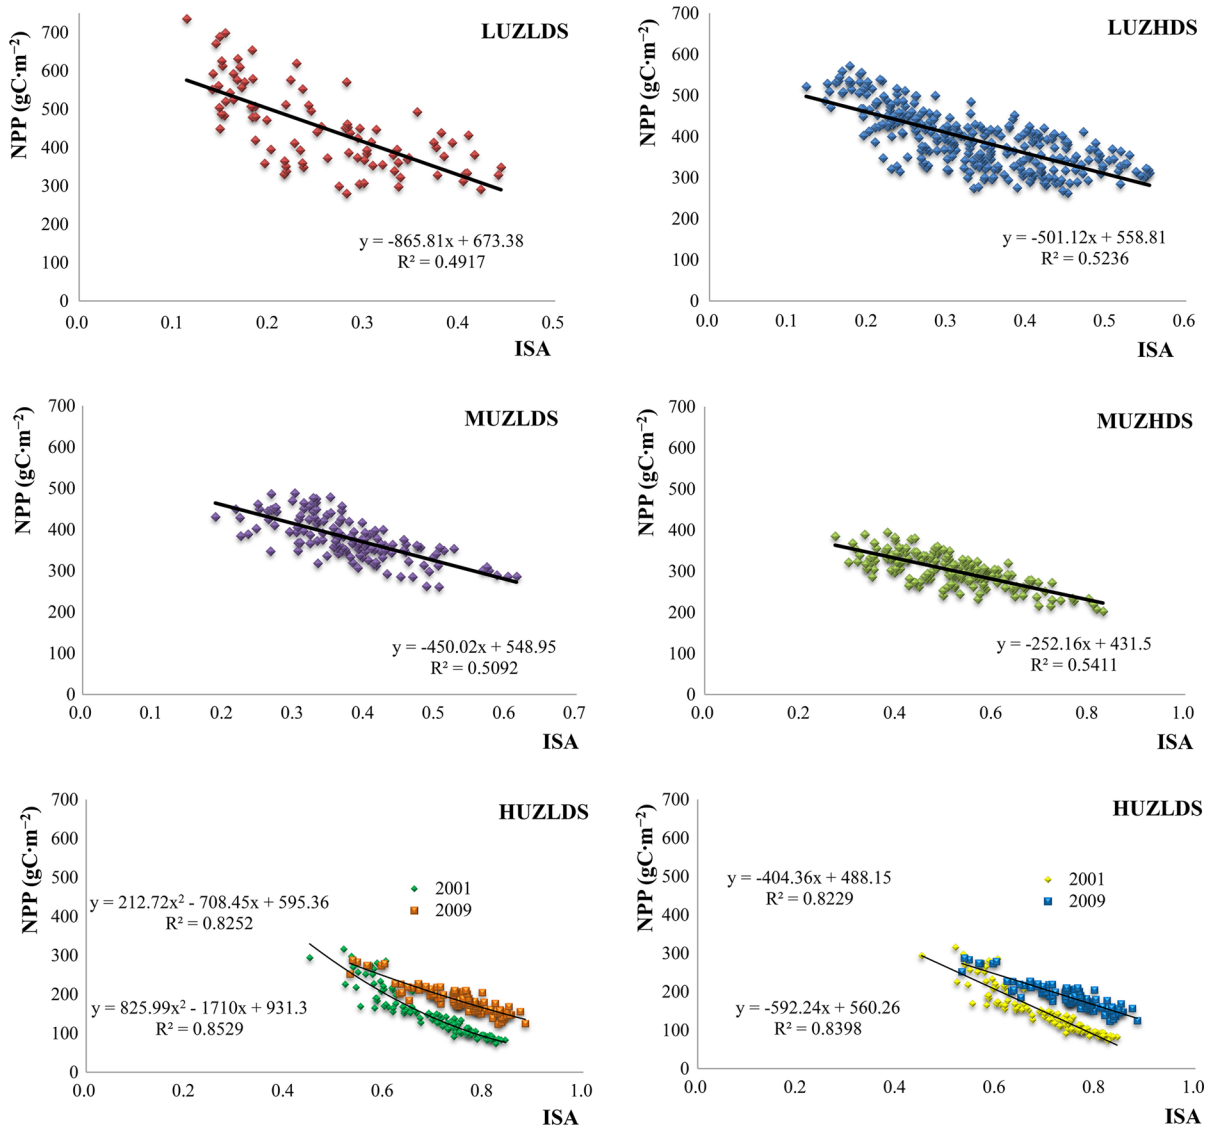 LUZLDS
NPP (gC·m⁻²)
700
600
500
400
300
200
100
0
y = -865.81x + 673.38
R² = 0.4917
0.0 0.1 0.2 0.3 0.4 0.5
ISA
LUZHDS
NPP (gC·m⁻²)
700
600
500
400
300
200
100
0
y = -501.12x + 558.81
R² = 0.5236
0.0 0.1 0.2 0.3 0.4 0.5 0.6
ISA
MUZLDS
NPP (gC·m⁻²)
700
600
500
400
300
200
100
0
y = -450.02x + 548.95
R² = 0.5092
0.0 0.1 0.2 0.3 0.4 0.5 0.6 0.7
ISA
MUZHDS
NPP (gC·m⁻²)
700
600
500
400
300
200
100
0
y = -252.16x + 431.5
R² = 0.5411
0.0 0.2 0.4 0.6 0.8 1.0
ISA
HUZLDS
NPP (gC·m⁻²)
700
600
500
400
300
200
100
0
2001
2009
y = 212.72x² - 708.45x + 595.36
R² = 0.8252
y = 825.99x² - 1710x + 931.3
R² = 0.8529
0.0 0.2 0.4 0.6 0.8 1.0
ISA
HUZLDS
NPP (gC·m⁻²)
700
600
500
400
300
200
100
0
2001
2009
y = -404.36x + 488.15
R² = 0.8229
y = -592.24x + 560.26
R² = 0.8398
0.0 0.2 0.4 0.6 0.8 1.0
ISA